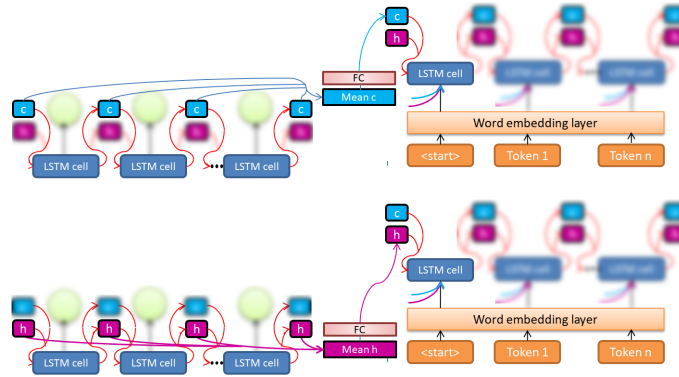 c
h
FC
LSTM cell
c
c
c
c
Mean c
Word embedding layer
LSTM cell
LSTM cell
...
LSTM cell
<start>
Token 1
Token n
c
h
LSTM cell
h
h
h
h
FC
Word embedding layer
Mean h
LSTM cell
LSTM cell
...
LSTM cell
<start>
Token 1
Token n